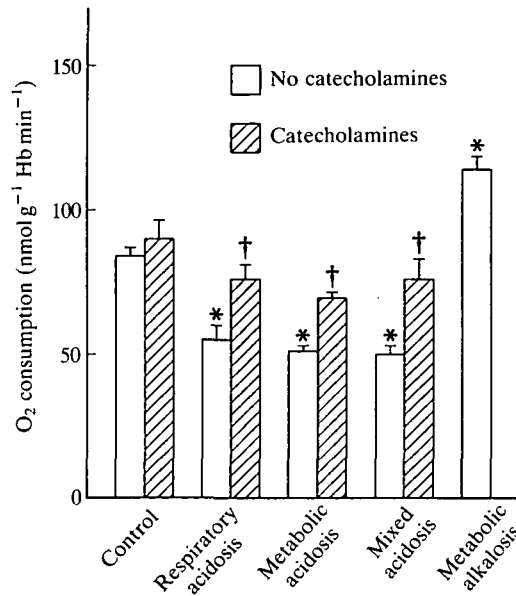 150
100
50
0
O₂ consumption (nmol g⁻¹ Hb min⁻¹)
No catecholamines
Catecholamines
*
†
*
†
*
†
*
Control
Respiratory
acidosis
Metabolic
acidosis
Mixed
acidosis
Metabolic
alkalosis